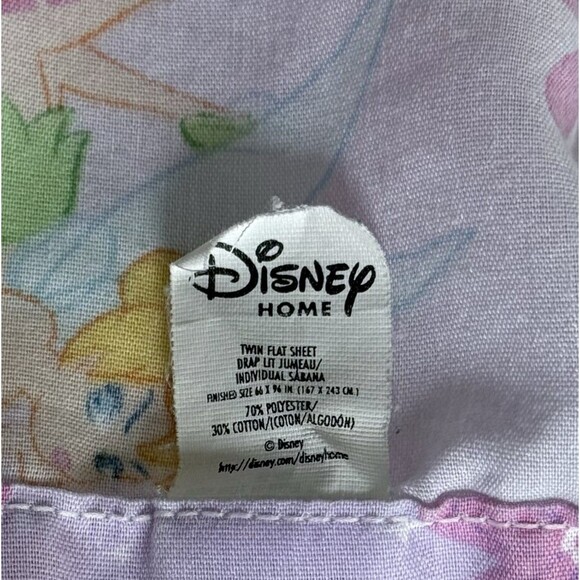 Disney
HOME
TWIN FLAT SHEET
DRAP LIT JUMEAU/
INDIVIDUAL SÁBANA
FINISHED SIZE 66 X 96 IN (167 X 243 CM)
70% POLYESTER/
30% COTTON/(COTON/ALGODÓN)
© Disney
http://disney.com/disneyhome